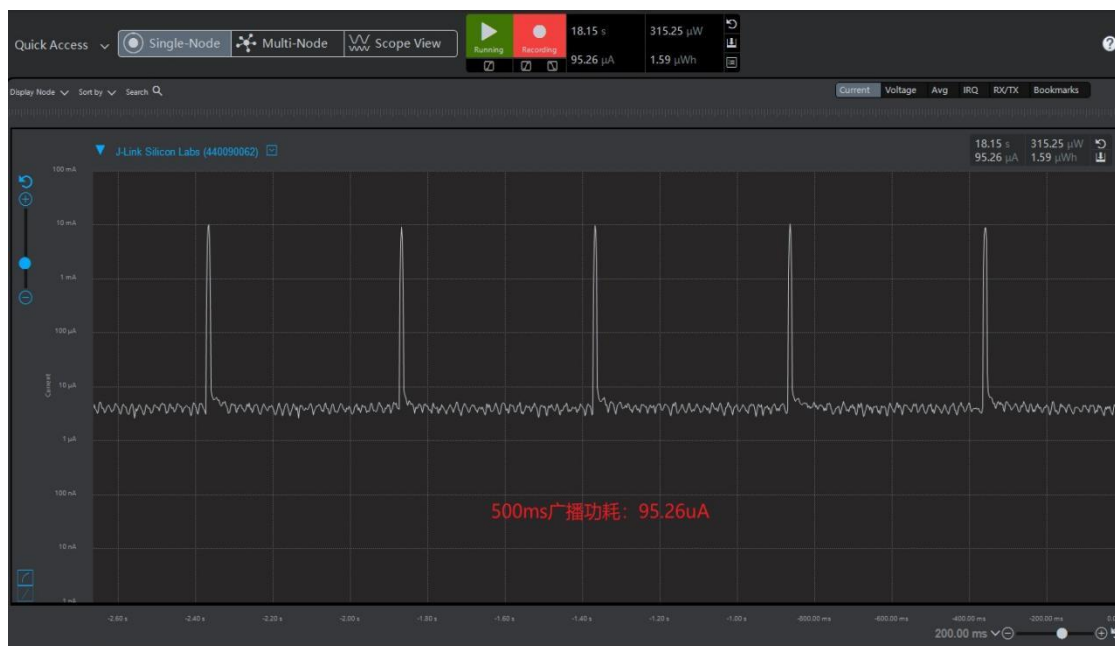 Quick Access
Single-Node
Multi-Node
Scope View
Running
Recording
18.15 s
315.25 μW
95.26 μA
1.59 μWh
Display Node
Sort by
Search
Current
Voltage
Avg
IRQ
RX/TX
Bookmarks
J-Link Silicon Labs (440090062)
18.15 s
315.25 μW
95.26 μA
1.59 μWh
100 mA
10 mA
1 mA
100 μA
10 μA
1 μA
100 nA
10 nA
1 nA
Current
500ms广播功耗：95.26uA
-2.60 s
-2.40 s
-2.20 s
-2.00 s
-1.80 s
-1.60 s
-1.40 s
-1.20 s
-1.00 s
-800.00 ms
-600.00 ms
-400.00 ms
-200.00 ms
200.00 ms